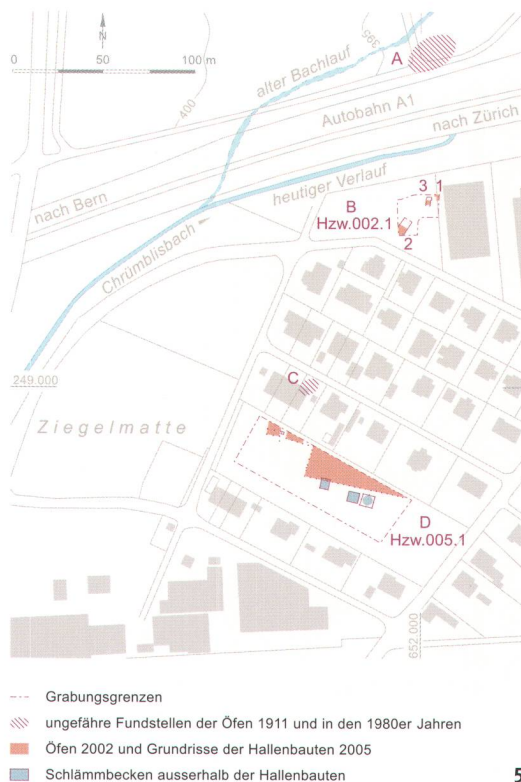 N
0 50 100 m
395
A
alter Bachlauf
400
Autobahn A1
nach Zürich
nach Bern
heutiger Verlauf
3 1
B
Hzw.002.1
2
Chrümblisbach
249.000
C
Ziegelmatte
D
Hzw.005.1
652.000
Grabungsgrenzen
ungefähre Fundstellen der Öfen 1911 und in den 1980er Jahren
Öfen 2002 und Grundrisse der Hallenbauten 2005
Schlämmbecken ausserhalb der Hallenbauten
5